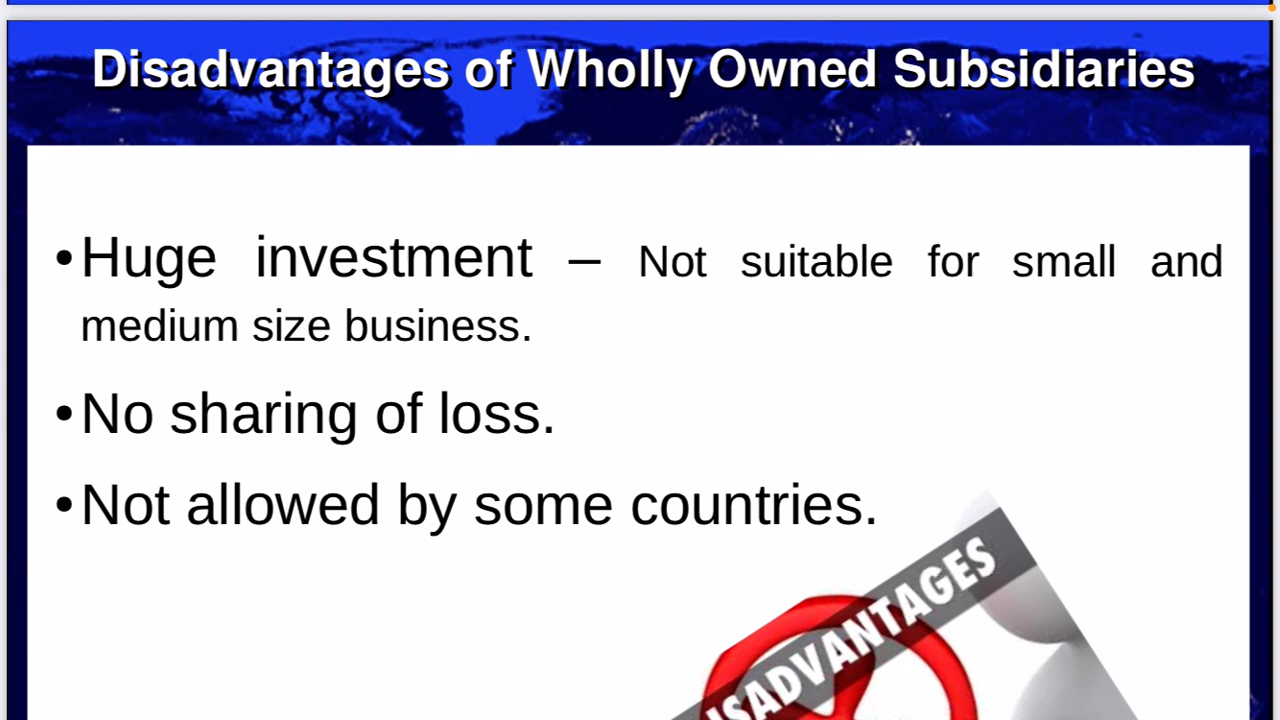 Disadvantages of Wholly Owned Subsidiaries
•Huge investment – Not suitable for small and
medium size business.
•No sharing of loss.
•Not allowed by some countries.
ISADVANTAGES